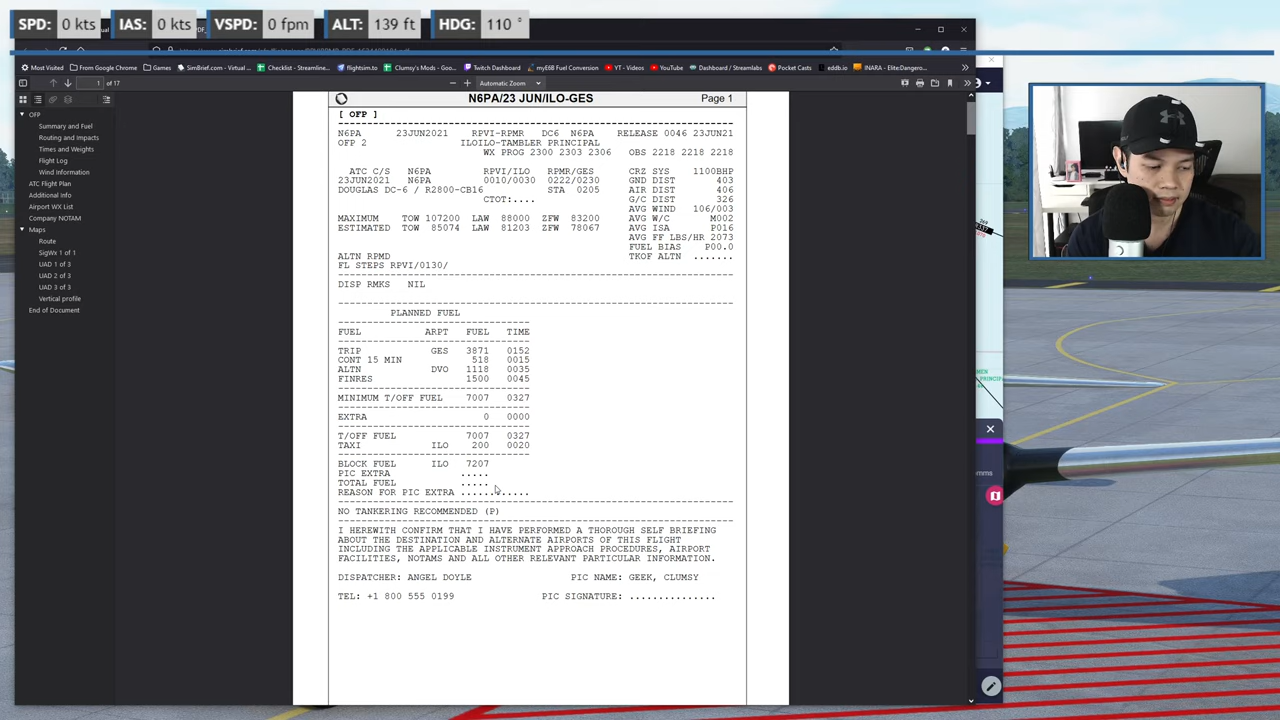 SPD: 0 kts IAS: 0 kts VSPD: 0 fpm ALT: 139 ft HDG: 110 °
Most Visited From Google Chrome Games SimBrief.com - Virtual ... Checklist - Streamline... flightsim.to Clumsy's Mods - Goo... Twitch Dashboard myE6B Fuel Conversion YT - Videos YouTube Dashboard / Streamlabs Pocket Casts eddb.io INARA - Elite:Dangero...
1 of 17 Automatic Zoom
OFP
Summary and Fuel
Routing and Impacts
Times and Weights
Flight Log
Wind Information
ATC Flight Plan
Additional Info
Airport WX List
Company NOTAM
Maps
Route
SigWx 1 of 1
UAD 1 of 3
UAD 2 of 3
UAD 3 of 3
Vertical profile
End of Document
N6PA/23 JUN/ILO-GES Page 1
[ OFP ]
N6PA 23JUN2021 RPVI-RPMR DC6 N6PA RELEASE 0046 23JUN21
OFP 2 ILOILO-TAMBLER PRINCIPAL
WX PROG 2300 2303 2306 OBS 2218 2218 2218
ATC C/S N6PA RPVI/ILO RPMR/GES CRZ SYS 1100BHP
23JUN2021 N6PA 0010/0030 0222/0230 GND DIST 403
DOUGLAS DC-6 / R2800-CB16 STA 0205 AIR DIST 406
CTOT:.... G/C DIST 326
AVG WIND 106/003
MAXIMUM TOW 107200 LAW 88000 ZFW 83200 AVG W/C M002
ESTIMATED TOW 85074 LAW 81203 ZFW 78067 AVG ISA P016
AVG FF LBS/HR 2073
FUEL BIAS P00.0
ALTN RPMD TKOF ALTN .......
FL STEPS RPVI/0130/
DISP RMKS NIL
PLANNED FUEL
FUEL ARPT FUEL TIME
TRIP GES 3871 0152
CONT 15 MIN 518 0015
ALTN DVO 1118 0035
FINRES 1500 0045
MINIMUM T/OFF FUEL 7007 0327
EXTRA 0 0000
T/OFF FUEL 7007 0327
TAXI ILO 200 0020
BLOCK FUEL ILO 7207
PIC EXTRA .....
TOTAL FUEL .....
REASON FOR PIC EXTRA ............
NO TANKERING RECOMMENDED (P)
I HEREWITH CONFIRM THAT I HAVE PERFORMED A THOROUGH SELF BRIEFING
ABOUT THE DESTINATION AND ALTERNATE AIRPORTS OF THIS FLIGHT
INCLUDING THE APPLICABLE INSTRUMENT APPROACH PROCEDURES, AIRPORT
FACILITIES, NOTAMS AND ALL OTHER RELEVANT PARTICULAR INFORMATION.
DISPATCHER: ANGEL DOYLE PIC NAME: GEEK, CLUMSY
TEL: +1 800 555 0199 PIC SIGNATURE: ...............